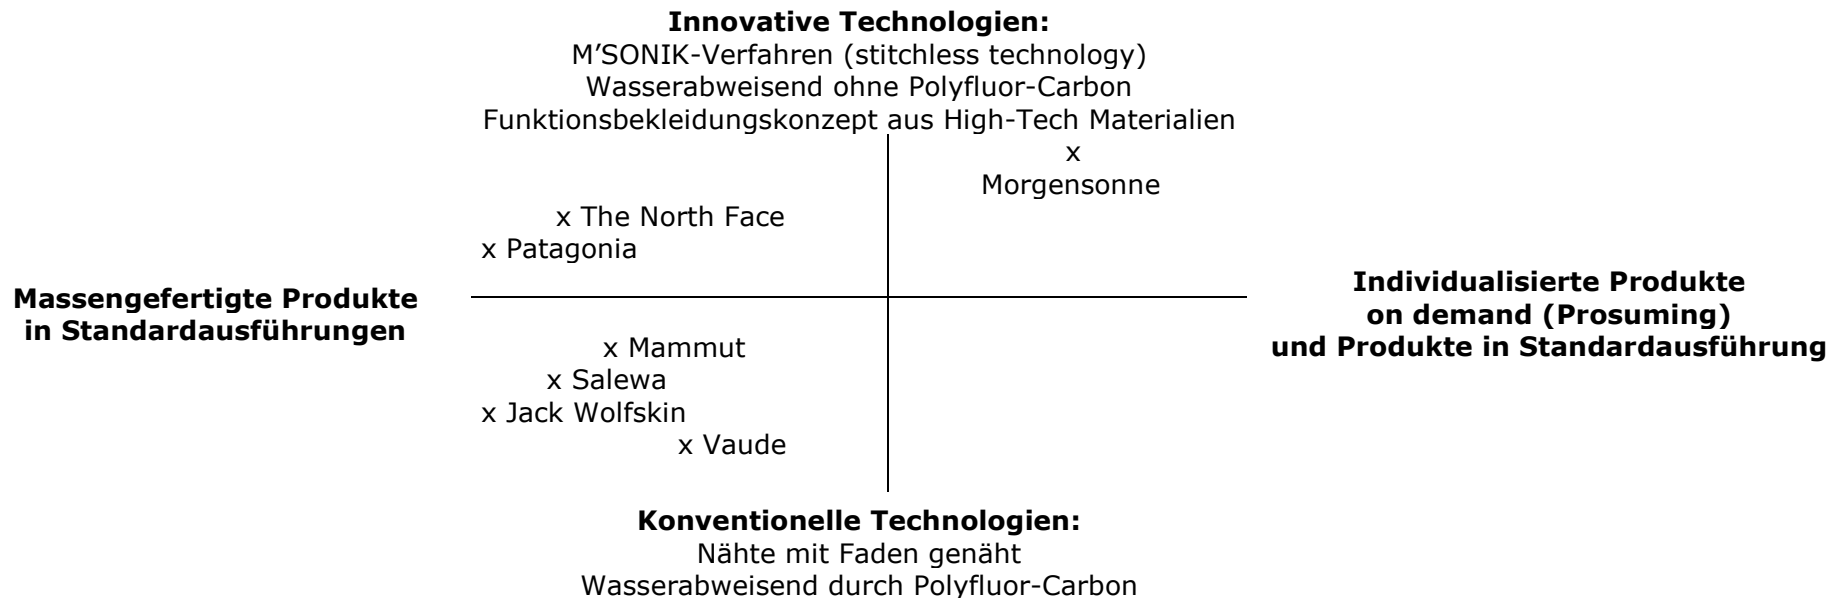 Innovative Technologien:
M’SONIK-Verfahren (stitchless technology)
Wasserabweisend ohne Polyfluor-Carbon
Funktionsbekleidungskonzept aus High-Tech Materialien
x
Morgensonne
x The North Face
x Patagonia
Massengefertigte Produkte
in Standardausführungen
Individualisierte Produkte
on demand (Prosuming)
und Produkte in Standardausführung
x Mammut
x Salewa
x Jack Wolfskin
x Vaude
Konventionelle Technologien:
Nähte mit Faden genäht
Wasserabweisend durch Polyfluor-Carbon